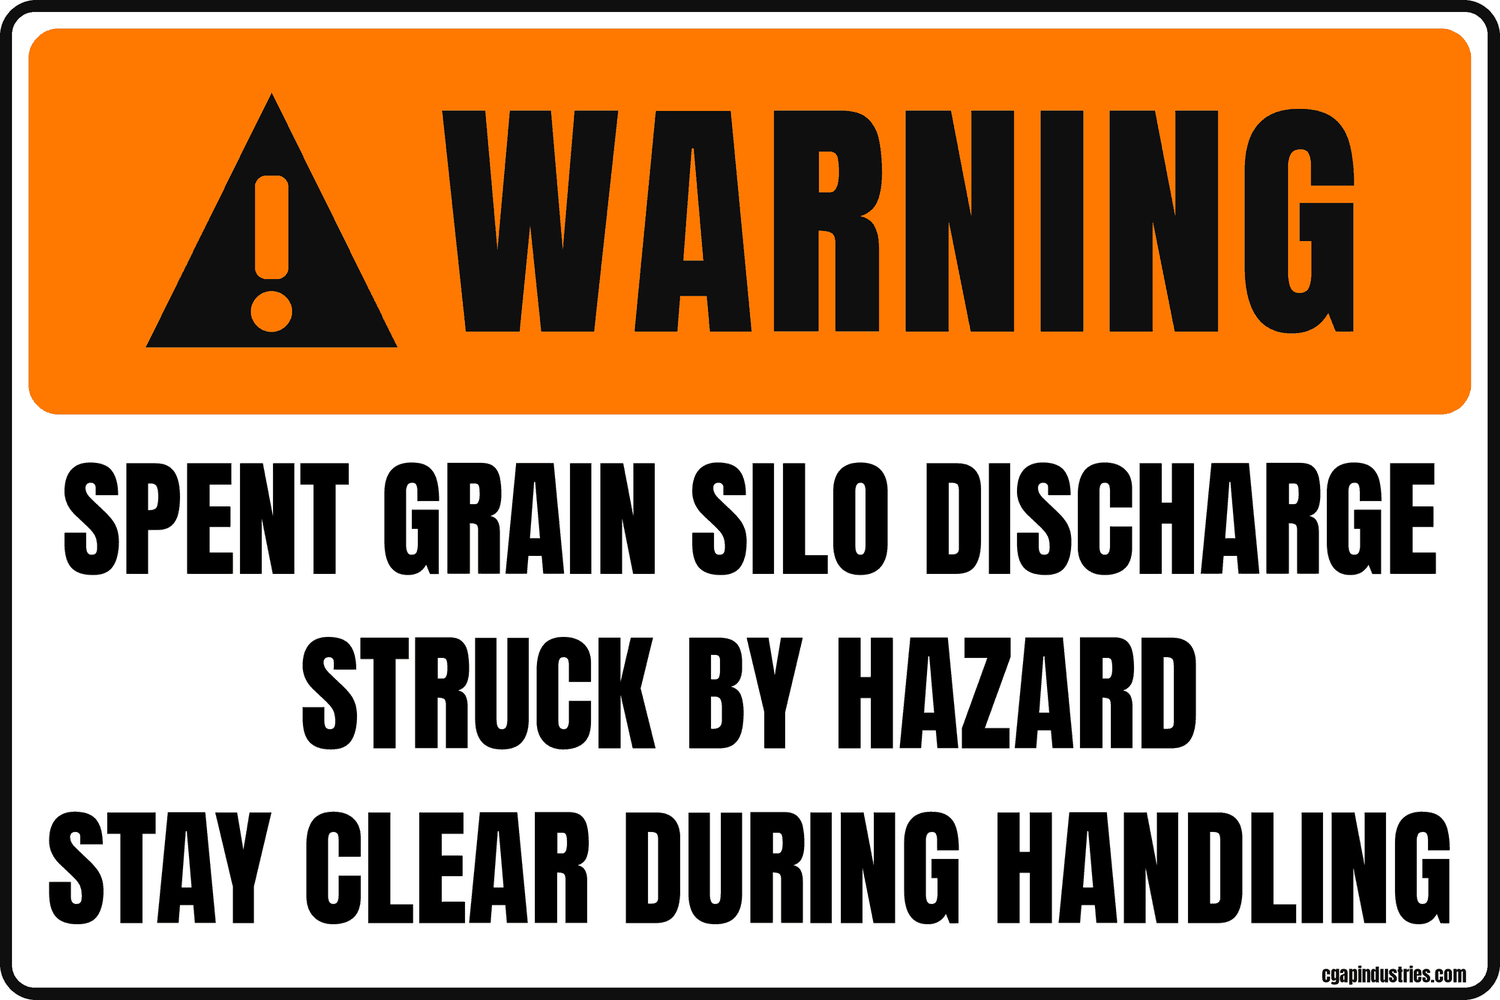 WARNING
SPENT GRAIN SILO DISCHARGE
STRUCK BY HAZARD
STAY CLEAR DURING HANDLING
cgapindustries.com